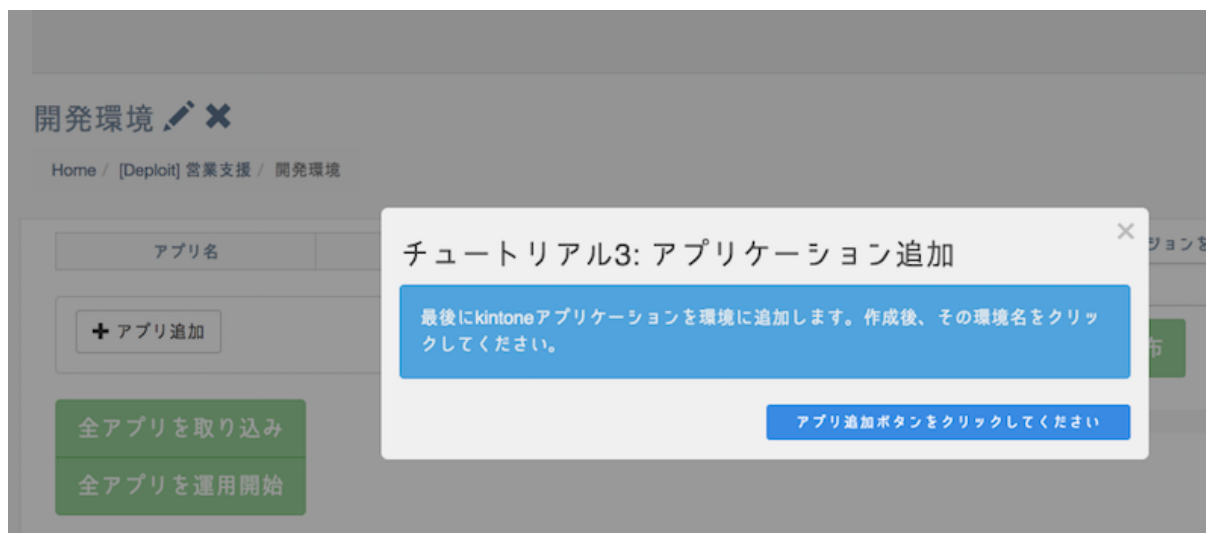 開発環境
Home / [Deploit] 営業支援 / 開発環境
アプリ名
ションを
チュートリアル3: アプリケーション追加
×
最後にkintoneアプリケーションを環境に追加します。作成後、その環境名をクリッ
クしてください。
アプリ追加ボタンをクリックしてください
アプリ追加
布
全アプリを取り込み
全アプリを運用開始